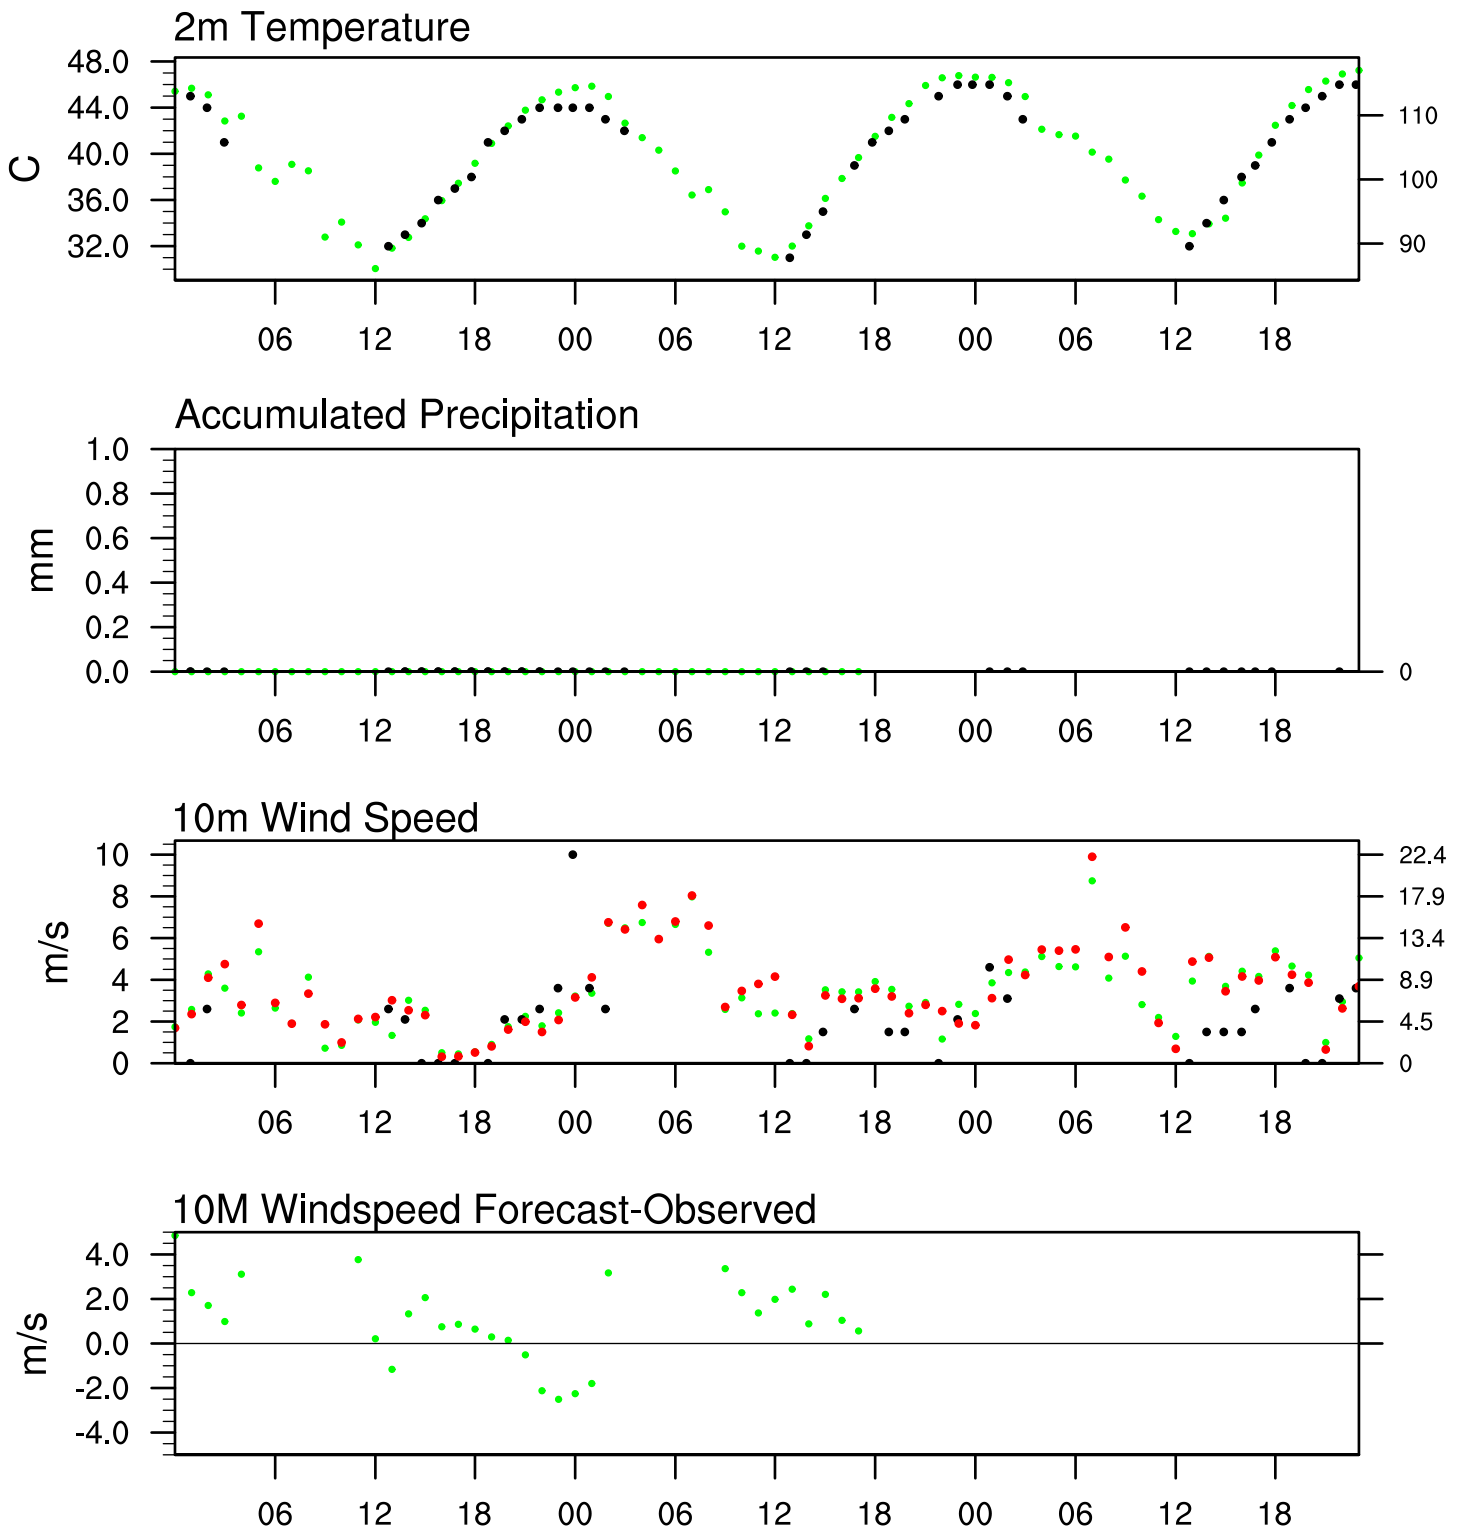 2m Temperature
48.0
44.0
40.0
36.0
32.0
C
110
100
90
06 12 18 00 06 12 18 00 06 12 18
Accumulated Precipitation
1.0
0.8
0.6
0.4
0.2
0.0
mm
0
06 12 18 00 06 12 18 00 06 12 18
10m Wind Speed
10
8
6
4
2
0
m/s
22.4
17.9
13.4
8.9
4.5
0
06 12 18 00 06 12 18 00 06 12 18
10M Windspeed Forecast-Observed
4.0
2.0
0.0
-2.0
-4.0
m/s
06 12 18 00 06 12 18 00 06 12 18